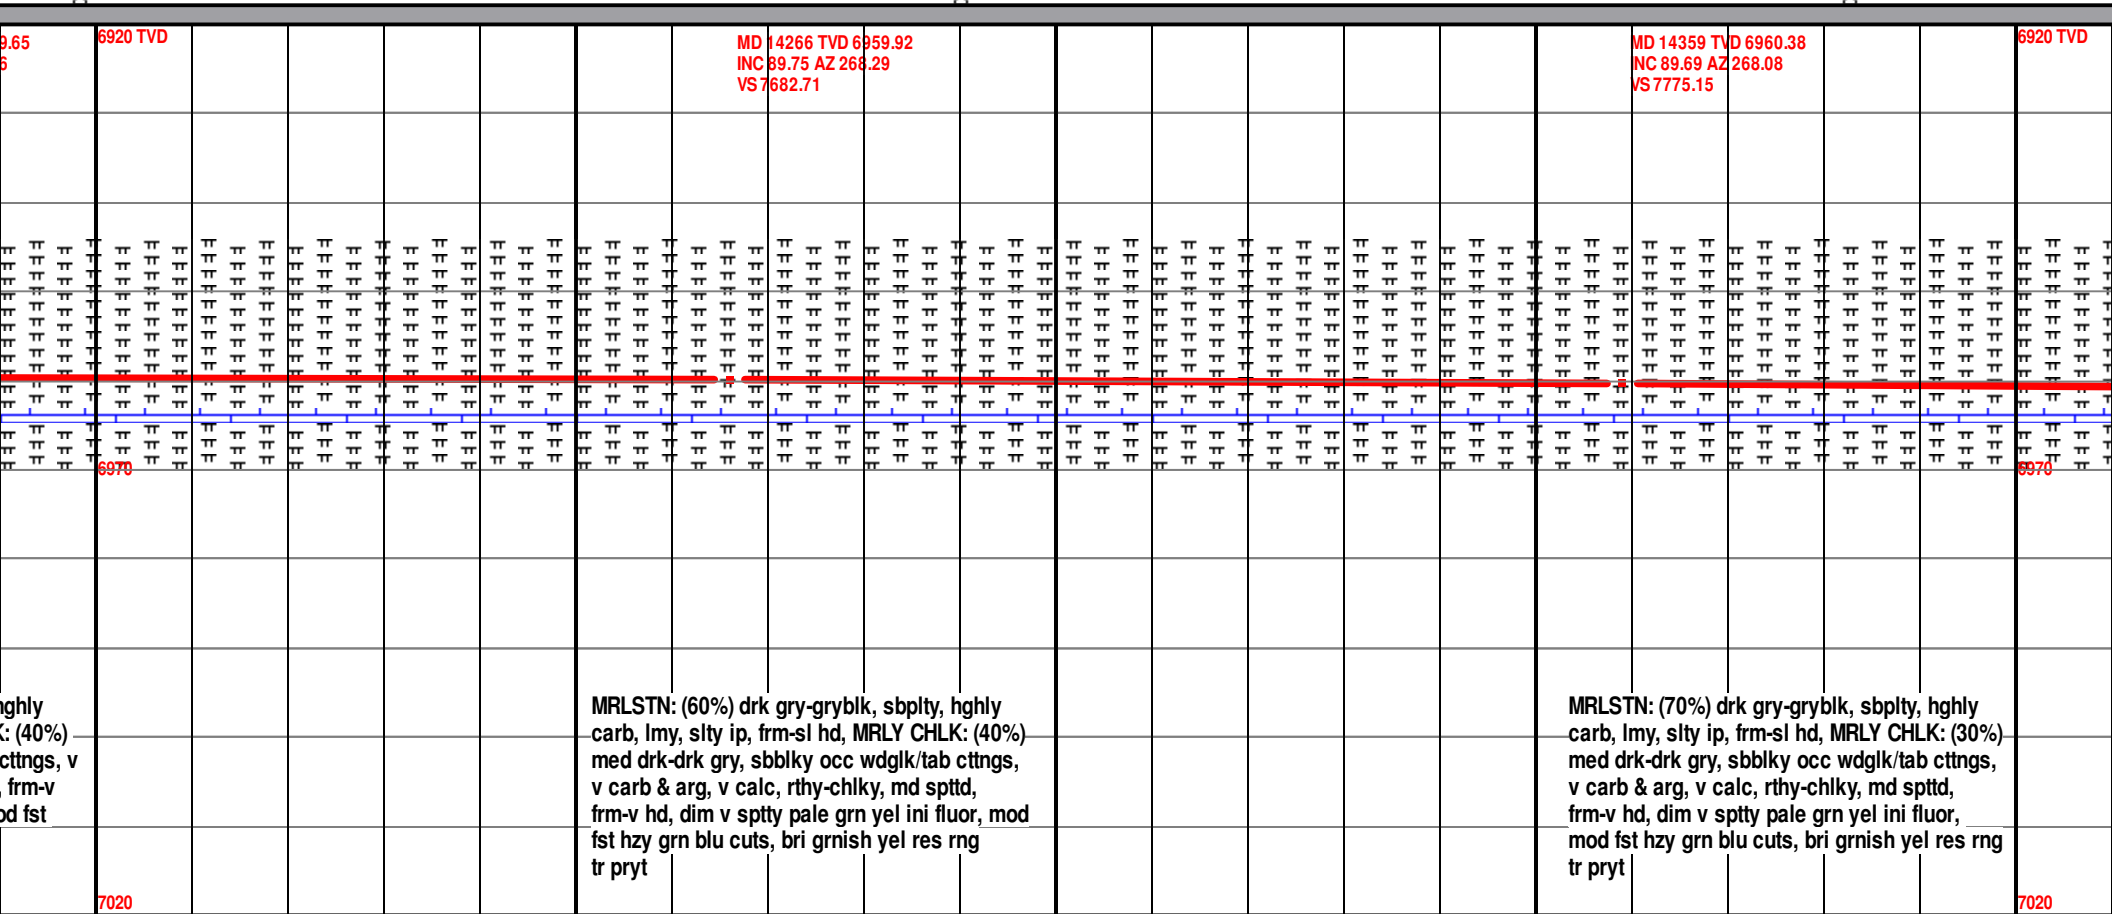 9.65
6
6920 TVD
MD 14266 TVD 6959.92
INC 89.75 AZ 268.29
VS 7682.71
MD 14359 TVD 6960.38
INC 89.69 AZ 268.08
VS 7775.15
6920 TVD
6970
6970
hghly
K: (40%)
cttngs, v
, frm-v
od fst
MRLSTN: (60%) drk gry-gryblk, sbplty, hghly
carb, lmy, slty ip, frm-sl hd, MRLY CHLK: (40%)
med drk-drk gry, sbblky occ wdglk/tab cttngs,
v carb & arg, v calc, rthy-chlky, md spttd,
frm-v hd, dim v sptty pale grn yel ini fluor, mod
fst hzy grn blu cuts, bri grnish yel res rng
tr pryt
MRLSTN: (70%) drk gry-gryblk, sbplty, hghly
carb, lmy, slty ip, frm-sl hd, MRLY CHLK: (30%)
med drk-drk gry, sbblky occ wdglk/tab cttngs,
v carb & arg, v calc, rthy-chlky, md spttd,
frm-v hd, dim v sptty pale grn yel ini fluor,
mod fst hzy grn blu cuts, bri grnish yel res rng
tr pryt
7020
7020